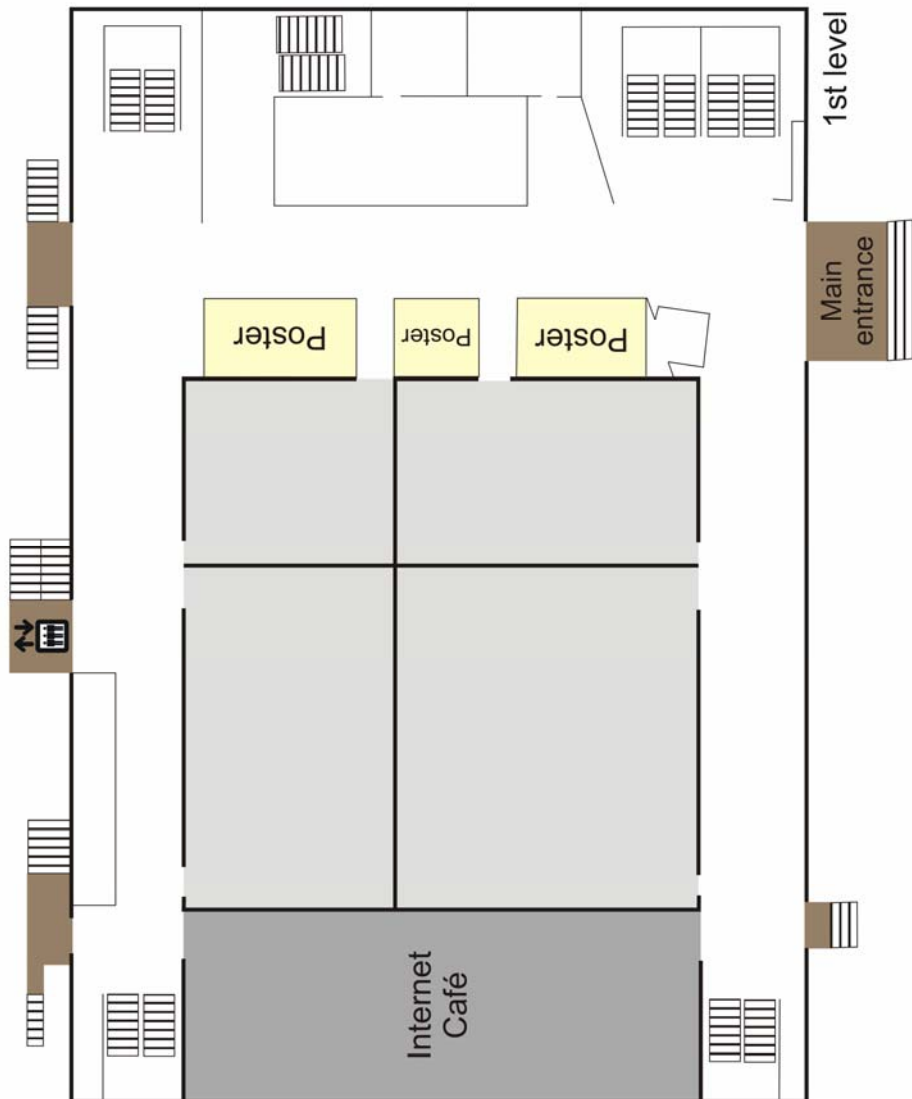 1st level
Main
entrance
Poster
Poster
Poster
Internet
Café